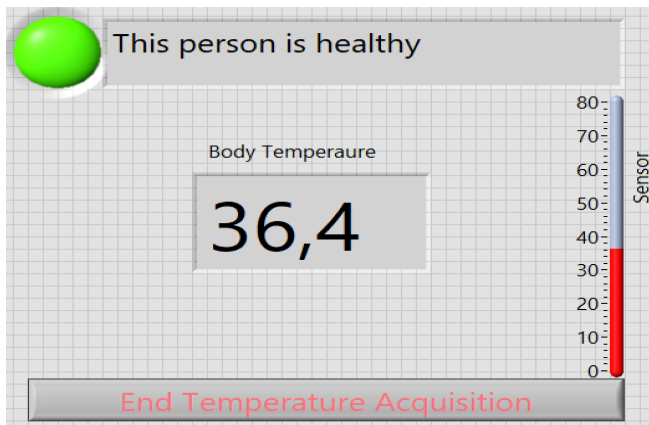 This person is healthy
Body Temperaure
36,4
80
70
60
50
40
30
20
10
0
Sensor
End Temperature Acquisition